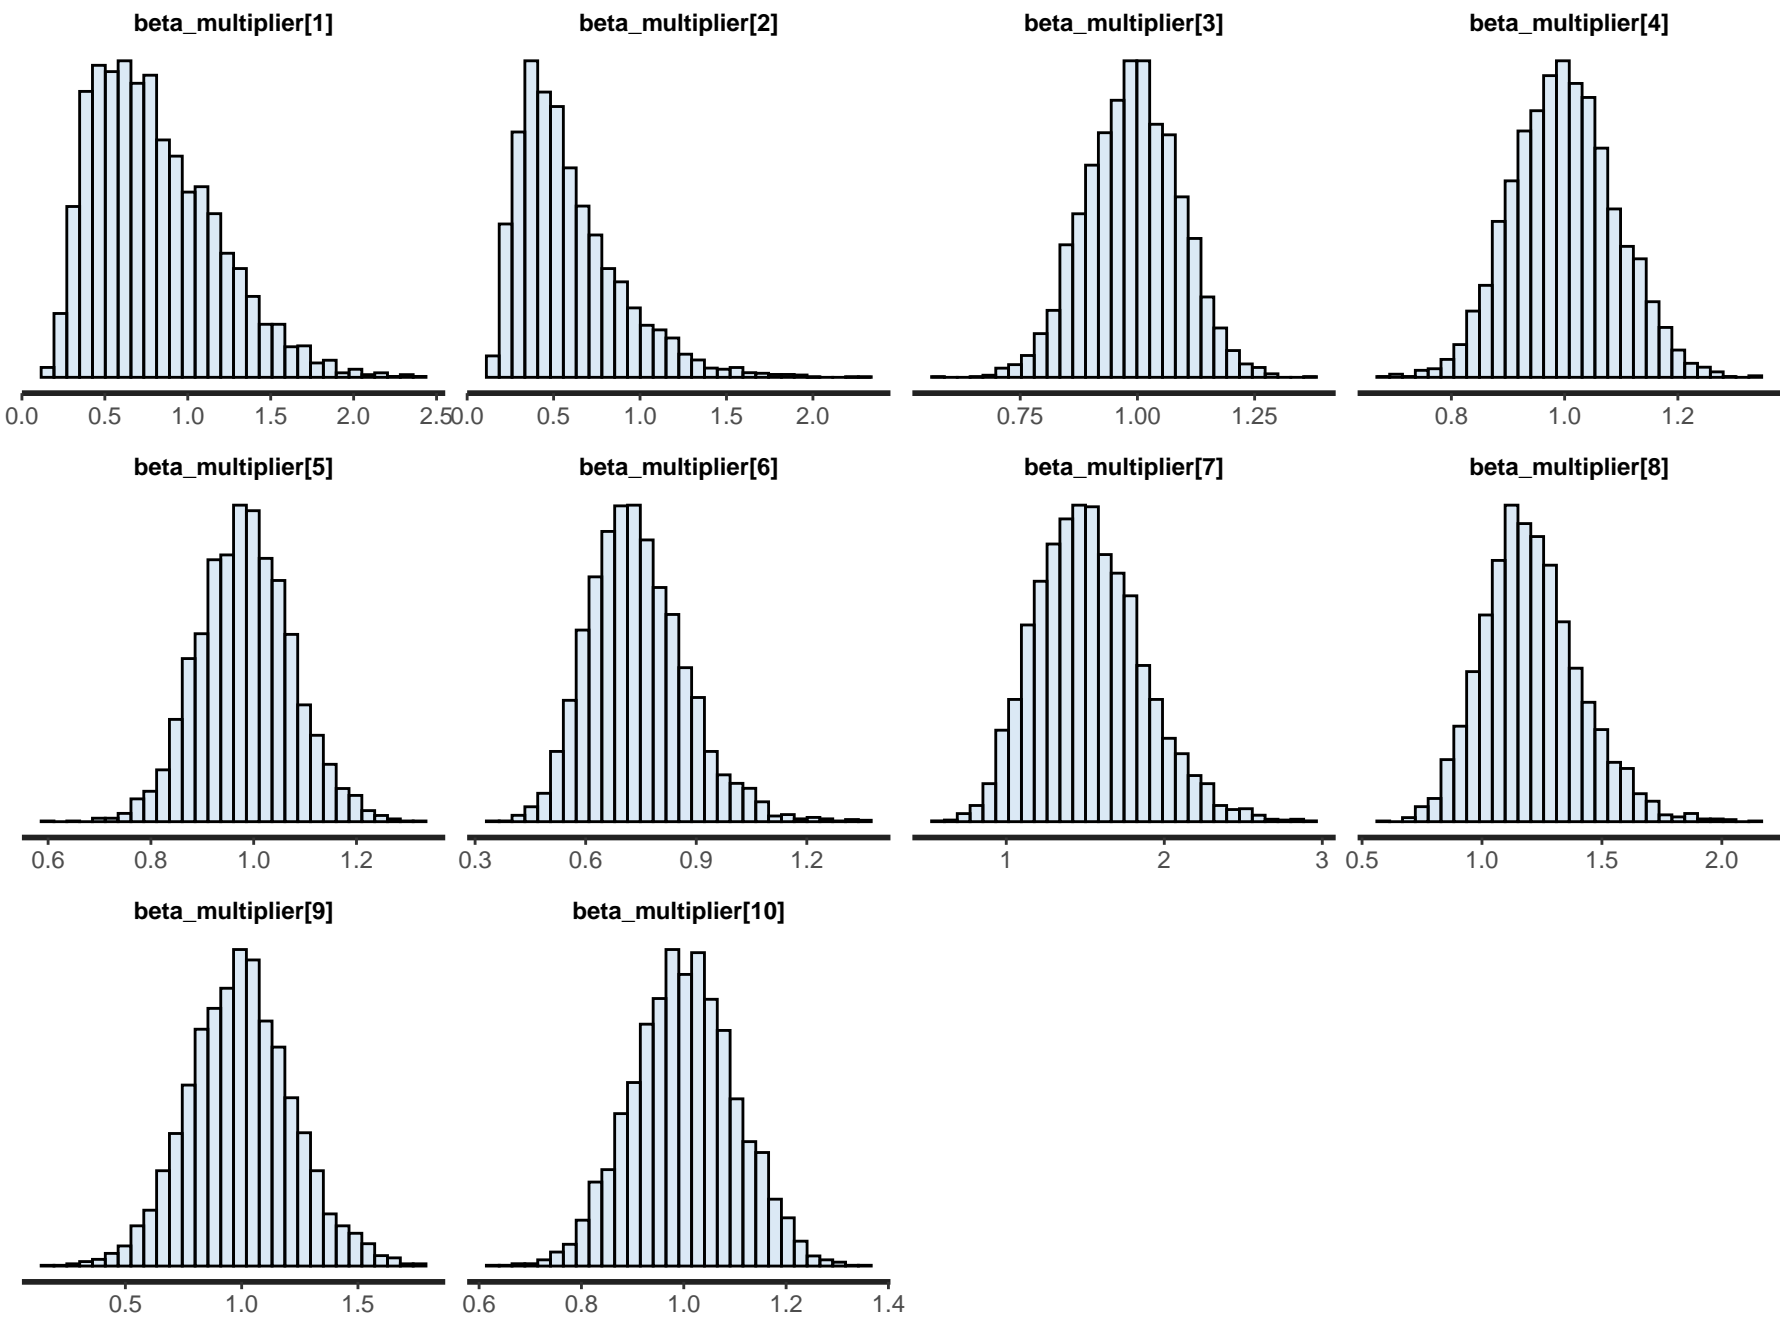 beta_multiplier[1] beta_multiplier[2] beta_multiplier[3] beta_multiplier[4]
0.0 0.5 1.0 1.5 2.0 2.5 0.0 0.5 1.0 1.5 2.0 0.75 1.00 1.25 0.8 1.0 1.2
beta_multiplier[5] beta_multiplier[6] beta_multiplier[7] beta_multiplier[8]
0.6 0.8 1.0 1.2 0.3 0.6 0.9 1.2 1 2 3 0.5 1.0 1.5 2.0
beta_multiplier[9] beta_multiplier[10]
0.5 1.0 1.5 0.6 0.8 1.0 1.2 1.4